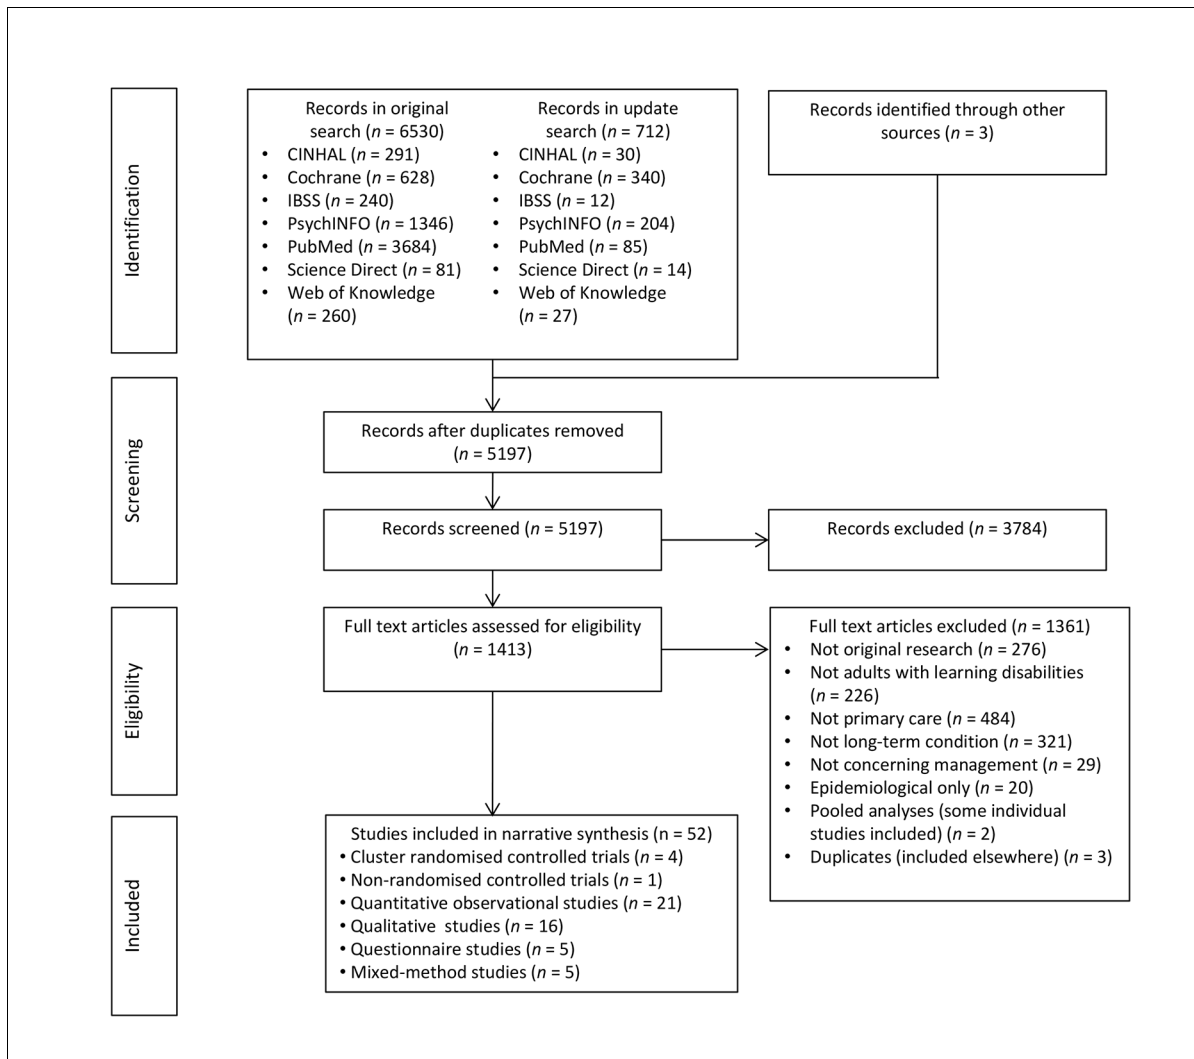 Identification
Records in original
search (n = 6530)
• CINHAL (n = 291)
• Cochrane (n = 628)
• IBSS (n = 240)
• PsychINFO (n = 1346)
• PubMed (n = 3684)
• Science Direct (n = 81)
• Web of Knowledge
(n = 260)
Records in update
search (n = 712)
• CINHAL (n = 30)
• Cochrane (n = 340)
• IBSS (n = 12)
• PsychINFO (n = 204)
• PubMed (n = 85)
• Science Direct (n = 14)
• Web of Knowledge
(n = 27)
Records identified through other
sources (n = 3)
Screening
Records after duplicates removed
(n = 5197)
Records screened (n = 5197)
Records excluded (n = 3784)
Eligibility
Full text articles assessed for eligibility
(n = 1413)
Full text articles excluded (n = 1361)
• Not original research (n = 276)
• Not adults with learning disabilities
(n = 226)
• Not primary care (n = 484)
• Not long-term condition (n = 321)
• Not concerning management (n = 29)
• Epidemiological only (n = 20)
• Pooled analyses (some individual
studies included) (n = 2)
• Duplicates (included elsewhere) (n = 3)
Included
Studies included in narrative synthesis (n = 52)
• Cluster randomised controlled trials (n = 4)
• Non-randomised controlled trials (n = 1)
• Quantitative observational studies (n = 21)
• Qualitative studies (n = 16)
• Questionnaire studies (n = 5)
• Mixed-method studies (n = 5)